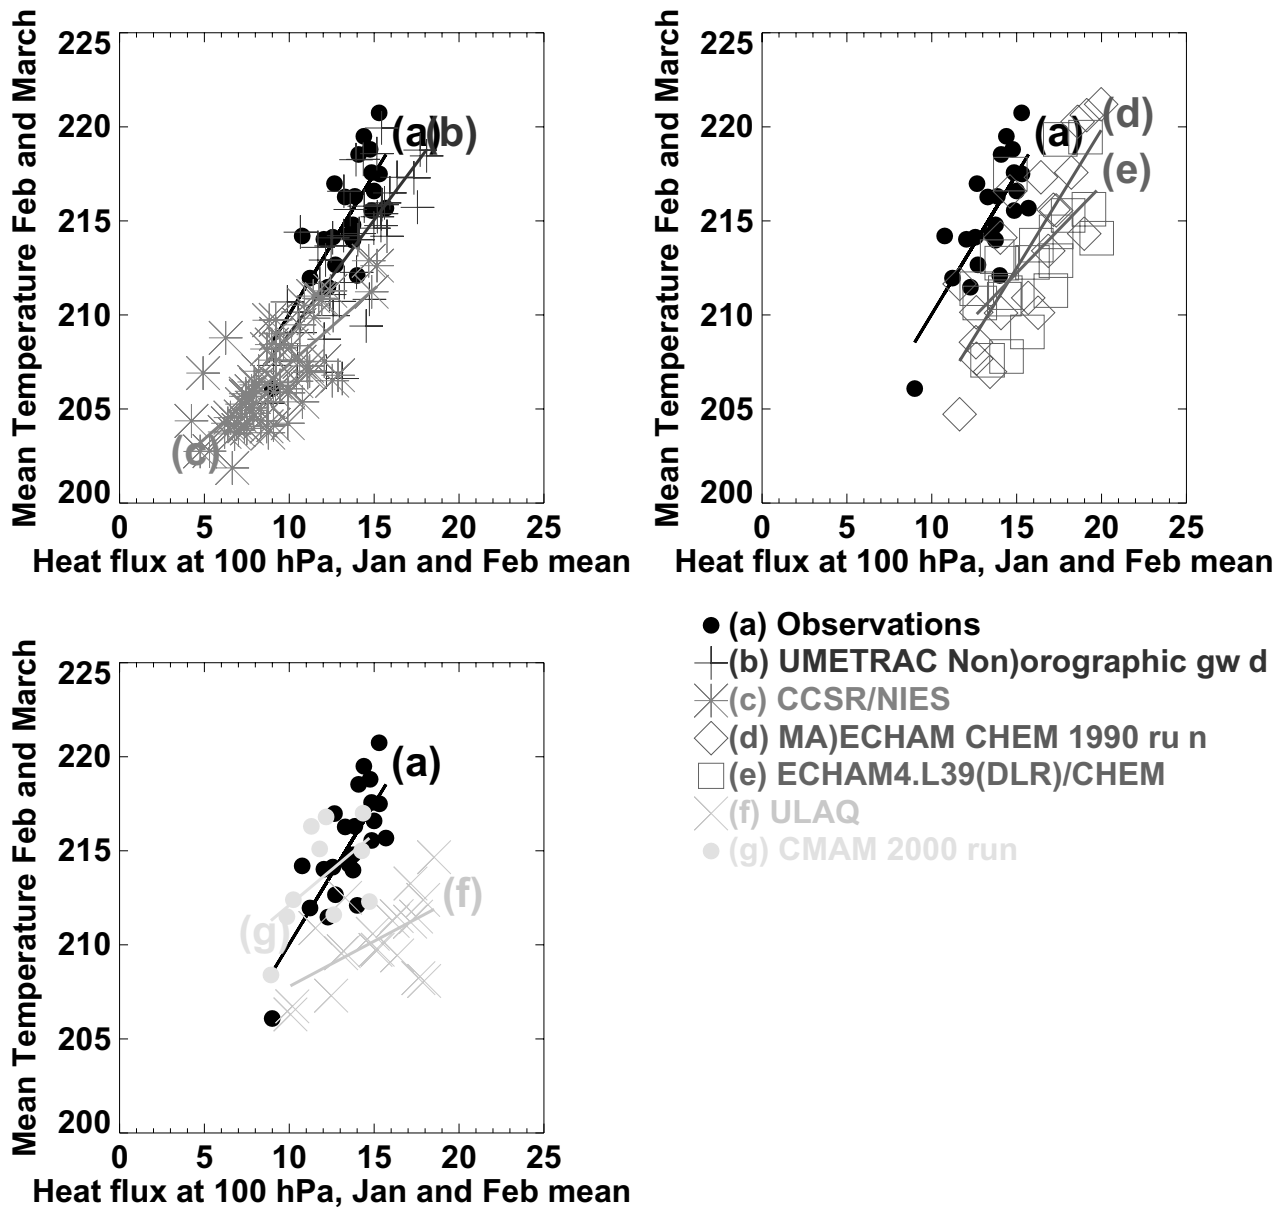 Mean Temperature Feb and March
225
220
215
210
205
200
0 5 10 15 20 25
Heat flux at 100 hPa, Jan and Feb mean
(a)
(b)
(c)
Mean Temperature Feb and March
225
220
215
210
205
200
0 5 10 15 20 25
Heat flux at 100 hPa, Jan and Feb mean
(a)
(d)
(e)
Mean Temperature Feb and March
225
220
215
210
205
200
0 5 10 15 20 25
Heat flux at 100 hPa, Jan and Feb mean
(a)
(f)
(g)
(a) Observations
(b) UMETRAC Non)orographic gw d
(c) CCSR/NIES
(d) MA)ECHAM CHEM 1990 ru n
(e) ECHAM4.L39(DLR)/CHEM
(f) ULAQ
(g) CMAM 2000 run